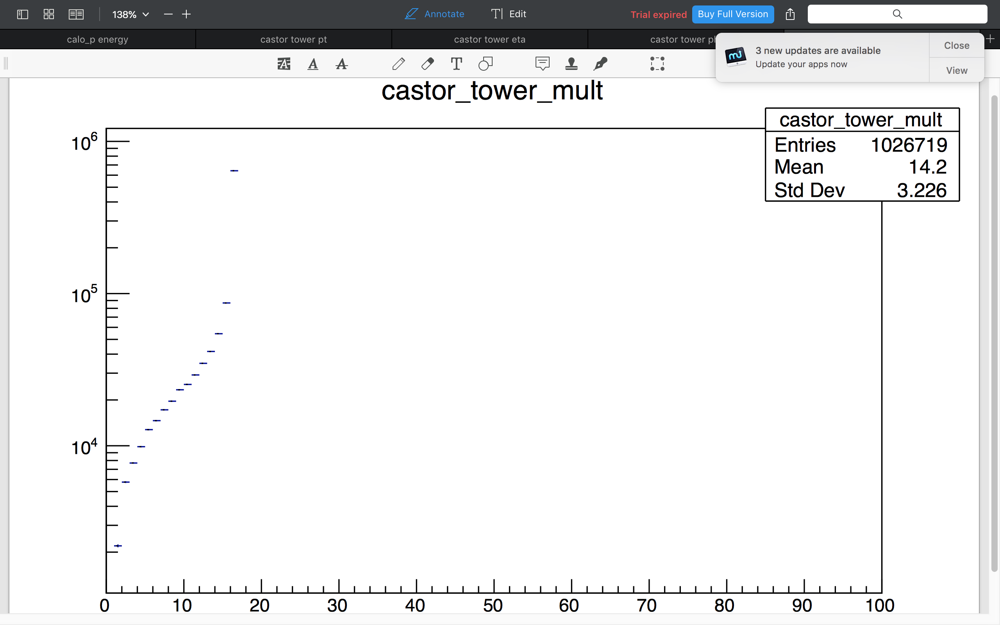 138%
Annotate
Edit
Trial expired
Buy Full Version
calo_p energy
castor tower pt
castor tower eta
castor tower
3 new updates are available
Update your apps now
Close
View
castor_tower_mult
castor_tower_mult
Entries 1026719
Mean 14.2
Std Dev 3.226
10^6
10^5
10^4
0 10 20 30 40 50 60 70 80 90 100